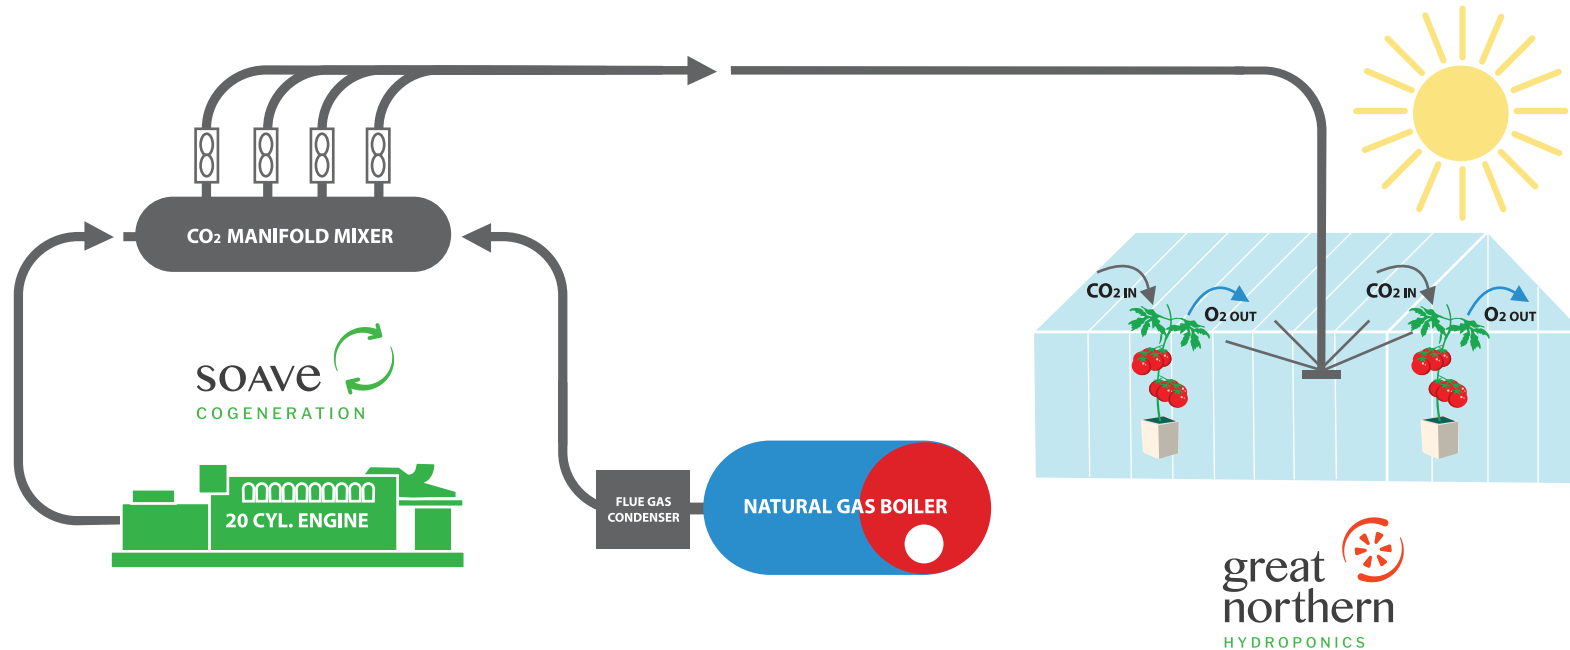 CO₂ MANIFOLD MIXER
CO₂ IN
O₂ OUT
CO₂ IN
O₂ OUT
SOAVE
COGENERATION
20 CYL. ENGINE
FLUE GAS
CONDENSER
NATURAL GAS BOILER
great
northern
HYDROPONICS